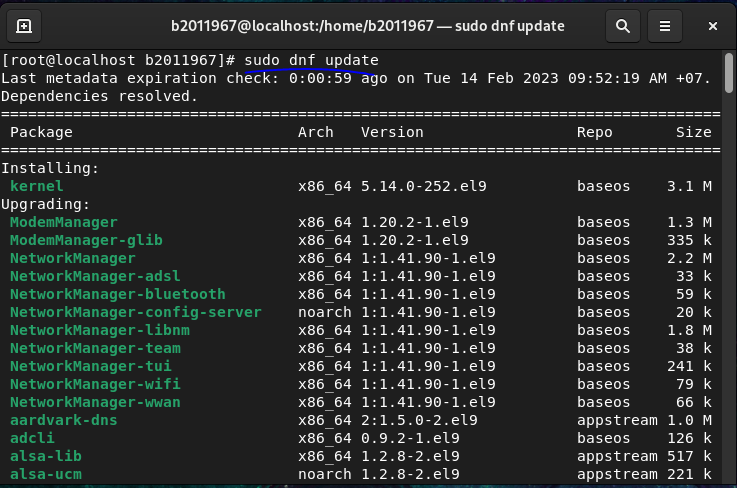 b2011967@localhost:/home/b2011967 — sudo dnf update
[root@localhost b2011967]# sudo dnf update
Last metadata expiration check: 0:00:59 ago on Tue 14 Feb 2023 09:52:19 AM +07.
Dependencies resolved.
================================================================================
 Package                        Arch   Version                 Repo       Size
================================================================================
Installing:
 kernel                         x86_64 5.14.0-252.el9          baseos    3.1 M
Upgrading:
 ModemManager                   x86_64 1.20.2-1.el9            baseos    1.3 M
 ModemManager-glib              x86_64 1.20.2-1.el9            baseos    335 k
 NetworkManager                 x86_64 1:1.41.90-1.el9         baseos    2.2 M
 NetworkManager-adsl            x86_64 1:1.41.90-1.el9         baseos     33 k
 NetworkManager-bluetooth       x86_64 1:1.41.90-1.el9         baseos     59 k
 NetworkManager-config-server   noarch 1:1.41.90-1.el9         baseos     20 k
 NetworkManager-libnm           x86_64 1:1.41.90-1.el9         baseos    1.8 M
 NetworkManager-team            x86_64 1:1.41.90-1.el9         baseos     38 k
 NetworkManager-tui             x86_64 1:1.41.90-1.el9         baseos    241 k
 NetworkManager-wifi            x86_64 1:1.41.90-1.el9         baseos     79 k
 NetworkManager-wwan            x86_64 1:1.41.90-1.el9         baseos     66 k
 aardvark-dns                   x86_64 2:1.5.0-2.el9           appstream 1.0 M
 adcli                          x86_64 0.9.2-1.el9             baseos    126 k
 alsa-lib                       x86_64 1.2.8-2.el9             appstream 517 k
 alsa-ucm                       noarch 1.2.8-2.el9             appstream 221 k